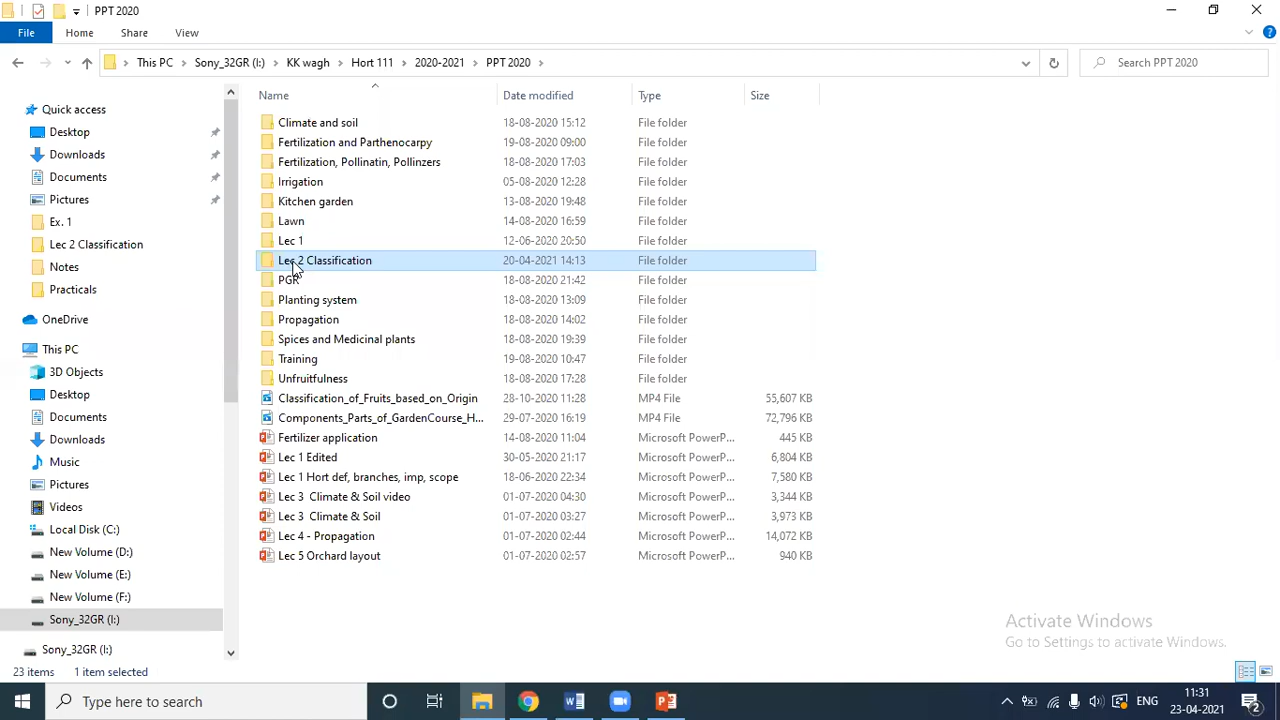 PPT 2020
File Home Share View
This PC Sony_32GR (I:) KK wagh Hort 111 2020-2021 PPT 2020 Search PPT 2020
Name Date modified Type Size
Quick access
Desktop
Downloads
Documents
Pictures
Ex. 1
Lec 2 Classification
Notes
Practicals
OneDrive
This PC
3D Objects
Desktop
Documents
Downloads
Music
Pictures
Videos
Local Disk (C:)
New Volume (D:)
New Volume (E:)
New Volume (F:)
Sony_32GR (I:)
Sony_32GR (I:)
Climate and soil 18-08-2020 15:12 File folder
Fertilization and Parthenocarpy 19-08-2020 09:00 File folder
Fertilization, Pollinatin, Pollinzers 18-08-2020 17:03 File folder
Irrigation 05-08-2020 12:28 File folder
Kitchen garden 13-08-2020 19:48 File folder
Lawn 14-08-2020 16:59 File folder
Lec 1 12-06-2020 20:50 File folder
Lec 2 Classification 20-04-2021 14:13 File folder
PGR 18-08-2020 21:42 File folder
Planting system 18-08-2020 13:09 File folder
Propagation 18-08-2020 14:02 File folder
Spices and Medicinal plants 18-08-2020 19:39 File folder
Training 19-08-2020 10:47 File folder
Unfruitfulness 18-08-2020 17:28 File folder
Classification_of_Fruits_based_on_Origin 28-10-2020 11:28 MP4 File 55,607 KB
Components_Parts_of_GardenCourse_H... 29-07-2020 16:19 MP4 File 72,796 KB
Fertilizer application 14-08-2020 11:04 Microsoft PowerP... 445 KB
Lec 1 Edited 30-05-2020 21:17 Microsoft PowerP... 6,804 KB
Lec 1 Hort def, branches, imp, scope 18-06-2020 22:34 Microsoft PowerP... 7,580 KB
Lec 3 Climate & Soil video 01-07-2020 04:30 Microsoft PowerP... 3,344 KB
Lec 3 Climate & Soil 01-07-2020 03:27 Microsoft PowerP... 3,973 KB
Lec 4 - Propagation 01-07-2020 02:44 Microsoft PowerP... 14,072 KB
Lec 5 Orchard layout 01-07-2020 02:57 Microsoft PowerP... 940 KB
Activate Windows
Go to Settings to activate Windows.
23 items 1 item selected
Type here to search
ENG
11:31
23-04-2021
2